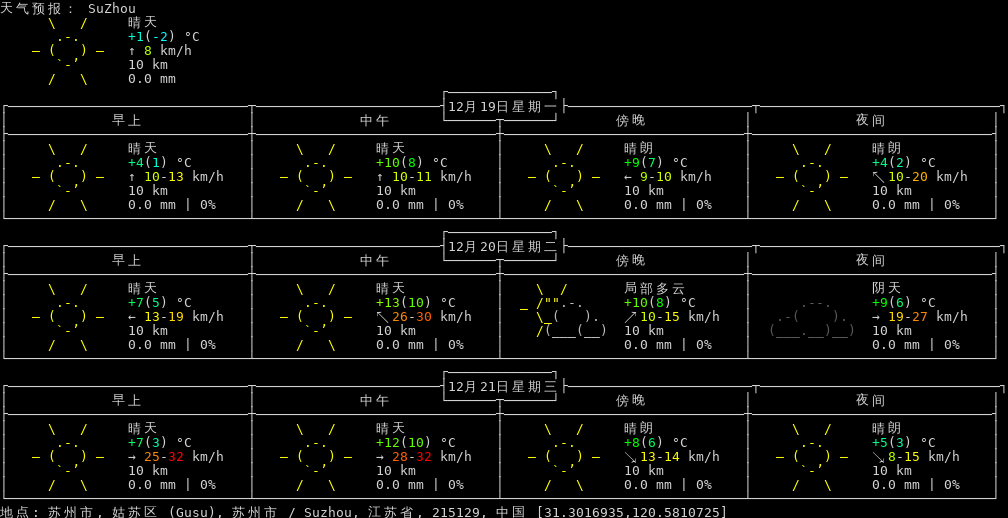 天气预报： SuZhou
晴天
+1(-2) °C
↑ 8 km/h
10 km
0.0 mm
12月19日星期一
早上 中午 傍晚 夜间
晴天 晴天 晴朗 晴朗
+4(1) °C +10(8) °C +9(7) °C +4(2) °C
↑ 10-13 km/h ↑ 10-11 km/h ← 9-10 km/h ↖ 10-20 km/h
10 km 10 km 10 km 10 km
0.0 mm | 0% 0.0 mm | 0% 0.0 mm | 0% 0.0 mm | 0%
12月20日星期二
早上 中午 傍晚 夜间
晴天 晴天 局部多云 阴天
+7(5) °C +13(10) °C +10(8) °C +9(6) °C
← 13-19 km/h ↖ 26-30 km/h ↗ 10-15 km/h → 19-27 km/h
10 km 10 km 10 km 10 km
0.0 mm | 0% 0.0 mm | 0% 0.0 mm | 0% 0.0 mm | 0%
12月21日星期三
早上 中午 傍晚 夜间
晴天 晴天 晴朗 晴朗
+7(3) °C +12(10) °C +8(6) °C +5(3) °C
→ 25-32 km/h → 28-32 km/h ↘ 13-14 km/h ↘ 8-15 km/h
10 km 10 km 10 km 10 km
0.0 mm | 0% 0.0 mm | 0% 0.0 mm | 0% 0.0 mm | 0%
地点: 苏州市, 姑苏区 (Gusu), 苏州市 / Suzhou, 江苏省, 215129, 中国 [31.3016935,120.5810725]